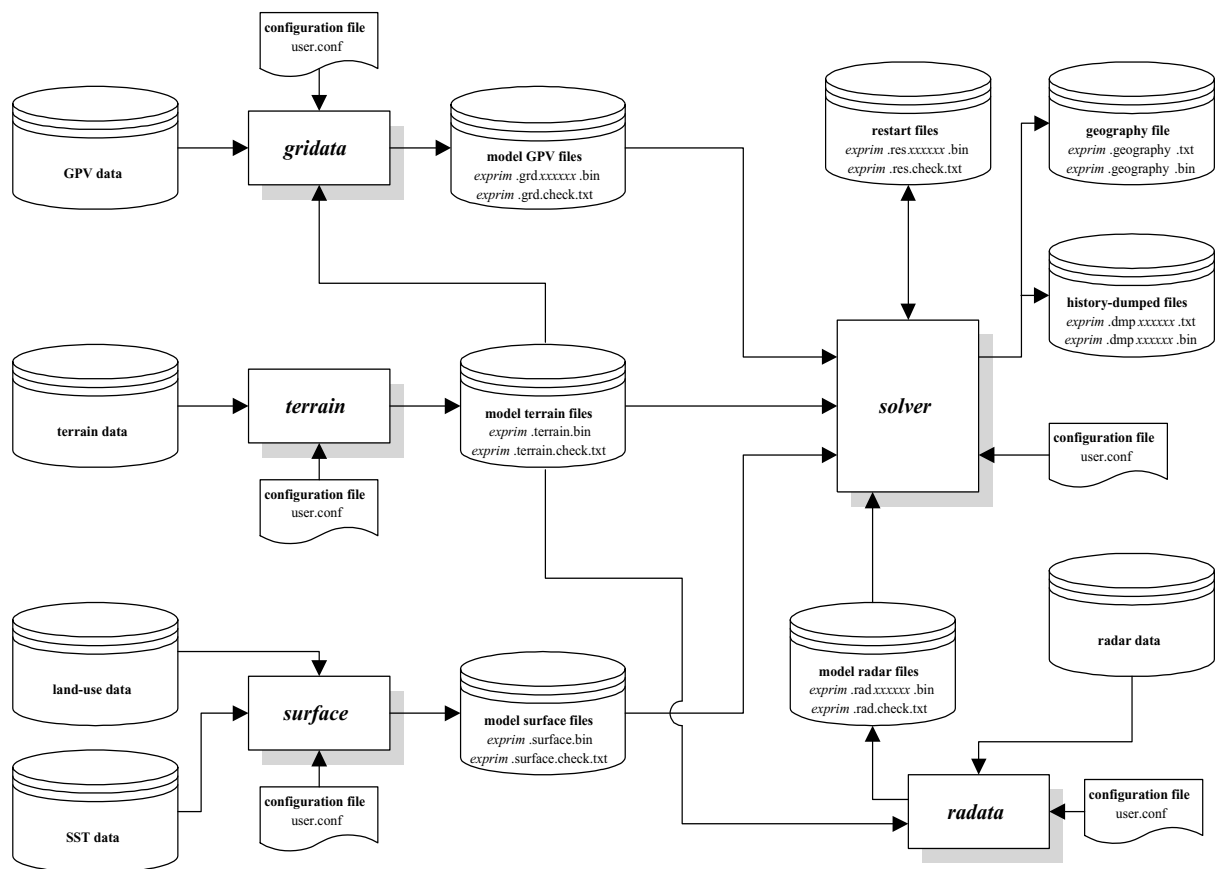 configuration file
user.conf
GPV data
gridata
model GPV files
exprim .grd xxxxxx .bin
exprim .grd.check.txt
restart files
exprim .res xxxxxx .bin
exprim .res.check.txt
geography file
exprim .geography .txt
exprim .geography .bin
history-dumped files
exprim .dmp xxxxxx .txt
exprim .dmp xxxxxx .bin
terrain data
terrain
configuration file
user.conf
model terrain files
exprim .terrain.bin
exprim .terrain.check.txt
solver
configuration file
user.conf
land-use data
SST data
surface
configuration file
user.conf
model surface files
exprim .surface.bin
exprim .surface.check.txt
model radar files
exprim .rad xxxxxx .bin
exprim .rad.check.txt
radar data
radata
configuration file
user.conf